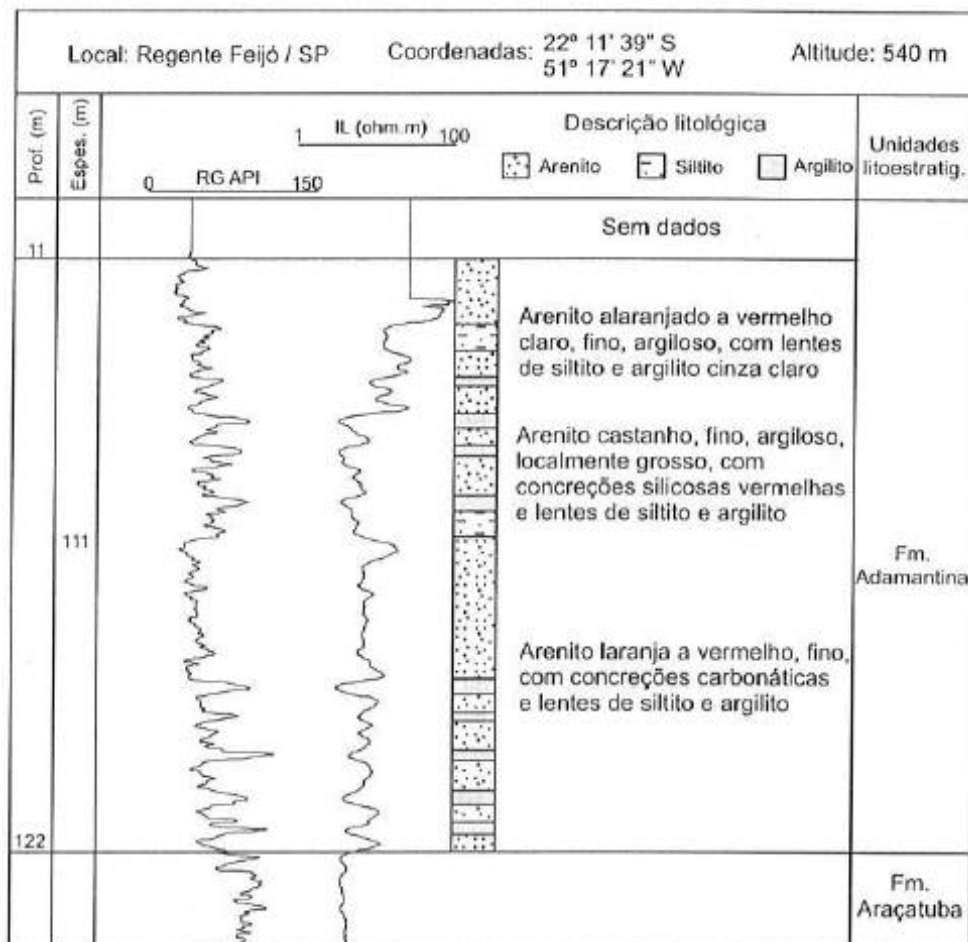 Local: Regente Feijó / SP
Coordenadas: 22º 11' 39" S
51º 17' 21" W
Altitude: 540 m
Prof. (m)
Espes. (m)
1 IL (ohm.m) 100
0 RG API 150
Descrição litológica
Arenito Siltito Argilito
Unidades
litoestratig.
Sem dados
11
Arenito alaranjado a vermelho
claro, fino, argiloso, com lentes
de siltito e argilito cinza claro
Arenito castanho, fino, argiloso,
localmente grosso, com
concreções silicosas vermelhas
e lentes de siltito e argilito
111
Fm.
Adamantina
Arenito laranja a vermelho, fino,
com concreções carbonáticas
e lentes de siltito e argilito
122
Fm.
Araçatuba